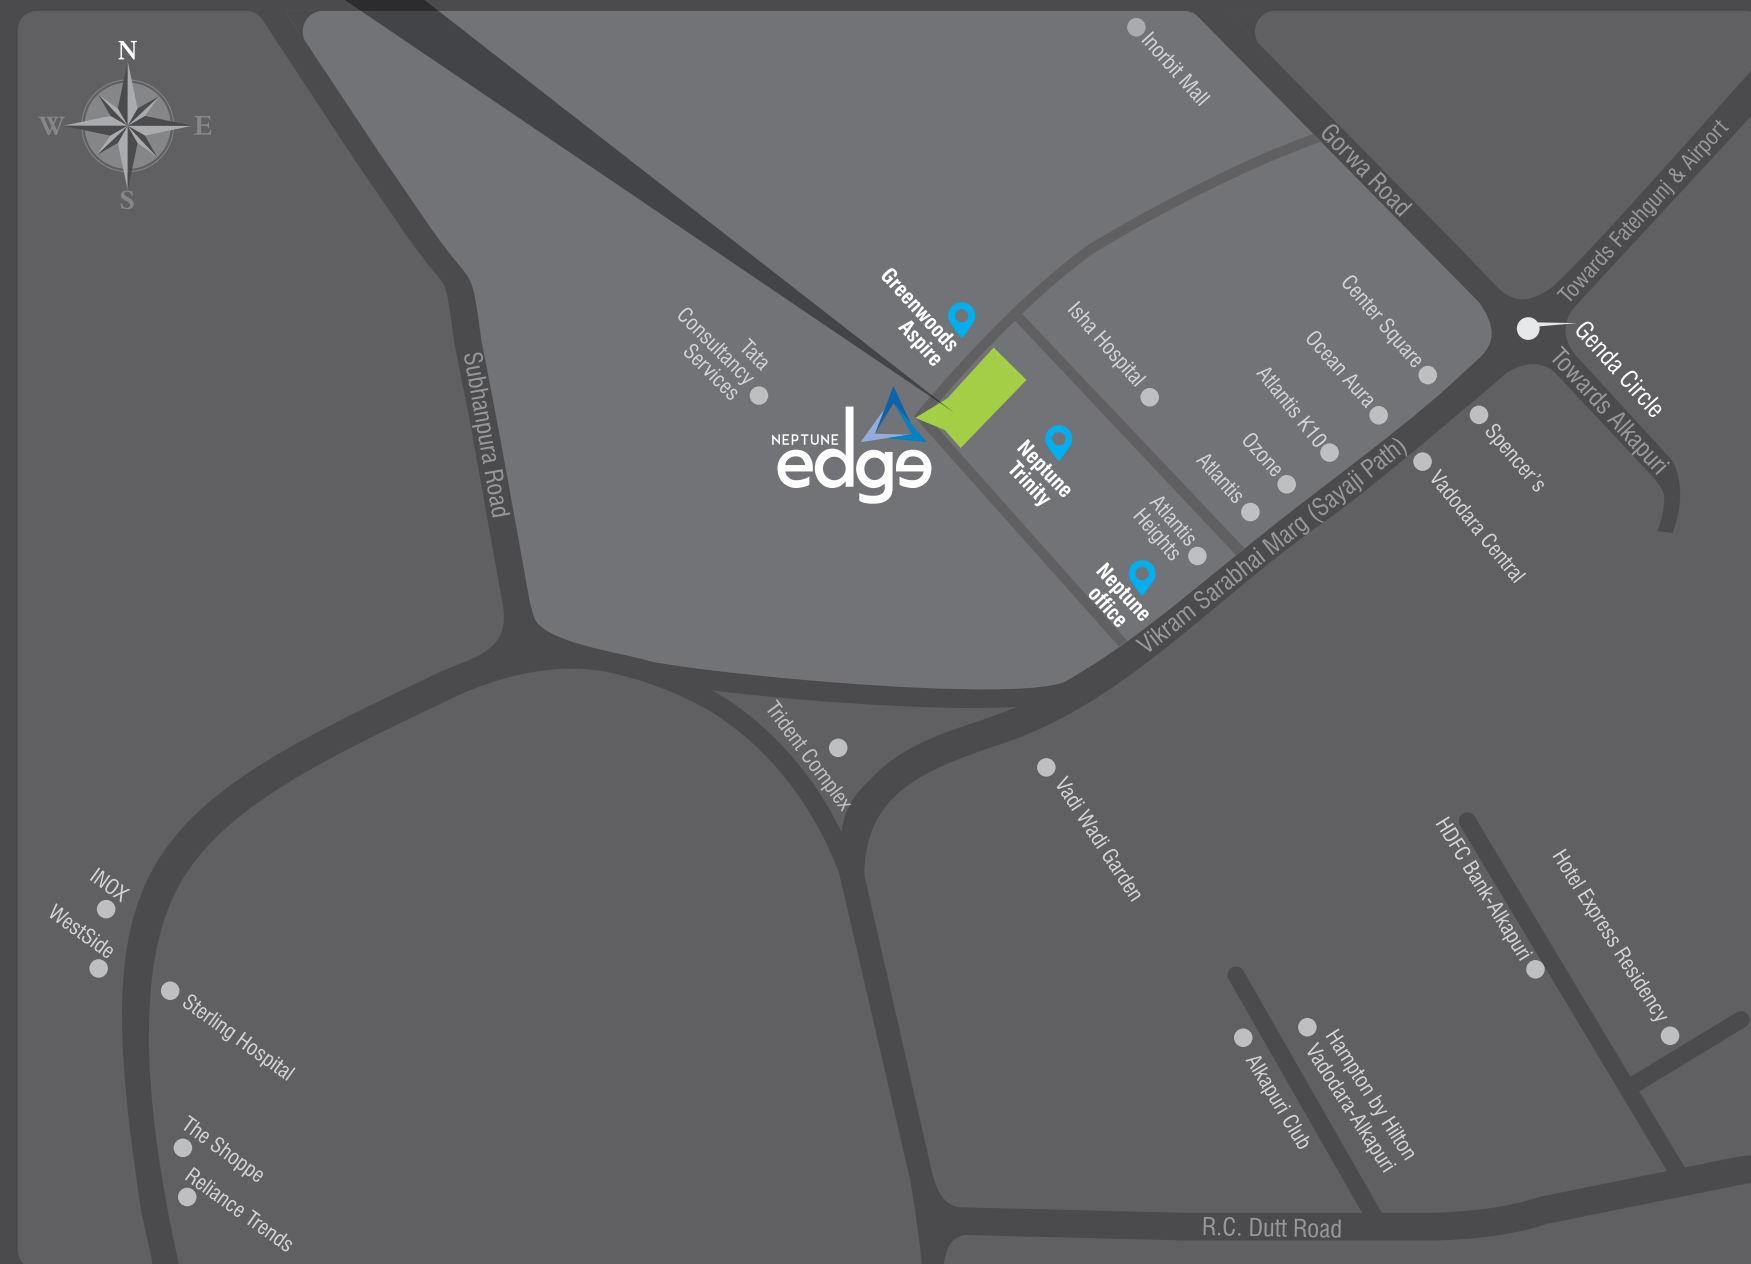 N
W
E
S
Inorbit Mall
Gorwa Road
Towards Fatehgunj & Airport
Genda Circle
Towards Alkapuri
Greenwoods
Aspire
Tata
Consultancy
Services
Isha Hospital
Center Square
Ocean Aura
Atlantis K10
Ozone
Atlantis
Atlantis
Heights
Spencer's
Vadodara Central
Subhanpura Road
NEPTUNE
edge
Neptune
Trinity
Neptune
office
Vikram Sarabhai Marg (Sayaji Path)
Trident Complex
Vadi Wadi Garden
HDFC Bank-Alkapuri
Hotel Express Residency
INOX
WestSide
Sterling Hospital
Alkapuri Club
Hampton by Hilton
Vadodara-Alkapuri
The Shoppe
Reliance Trends
R.C. Dutt Road